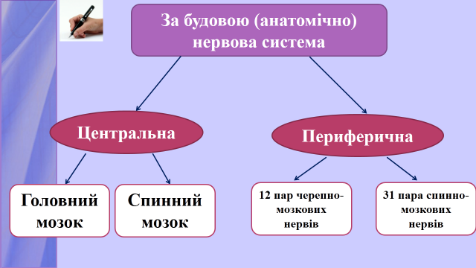 За будовою (анатомічно)
нервова система
Центральна
Периферична
Головний
мозок
Спинний
мозок
12 пар черепно-
мозкових
нервів
31 пара спинно-
мозкових
нервів